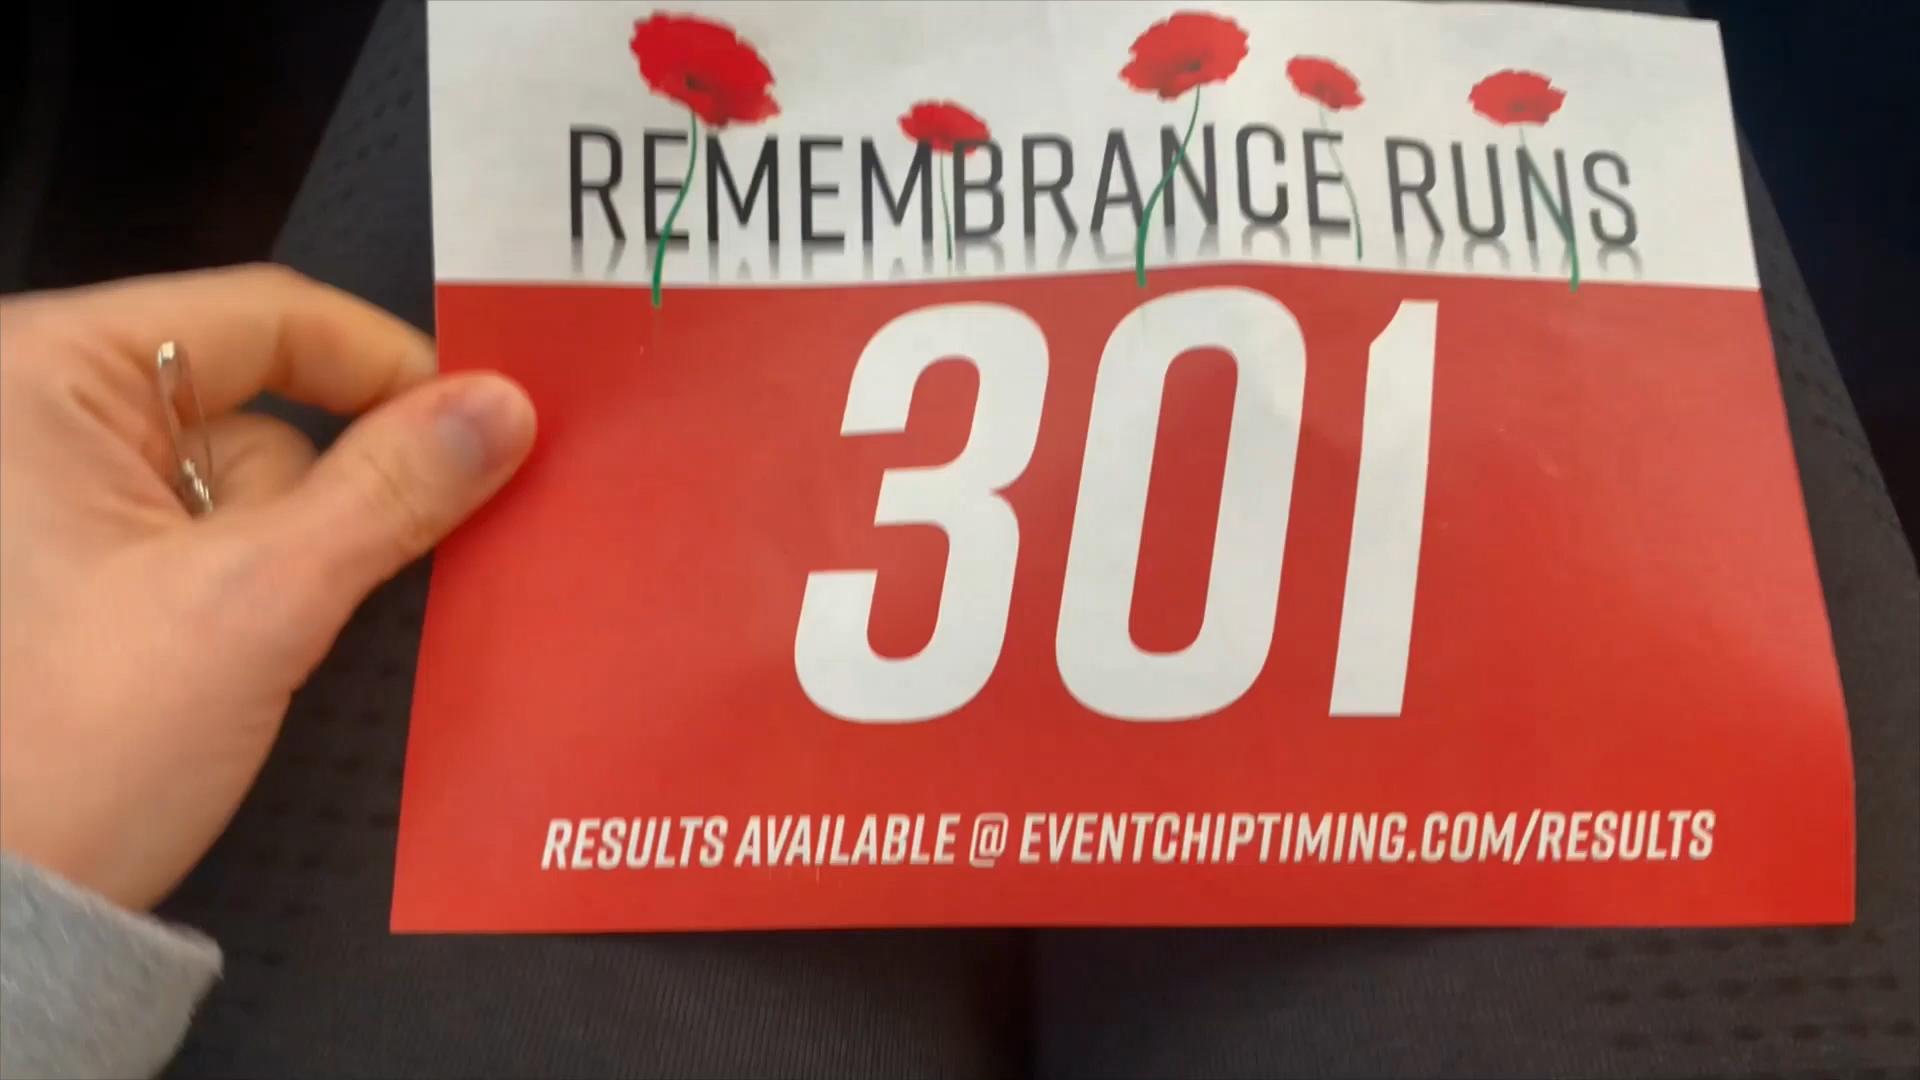 REMEMBRANCE RUNS
301
RESULTS AVAILABLE @ EVENTCHIPTIMING.COM/RESULTS